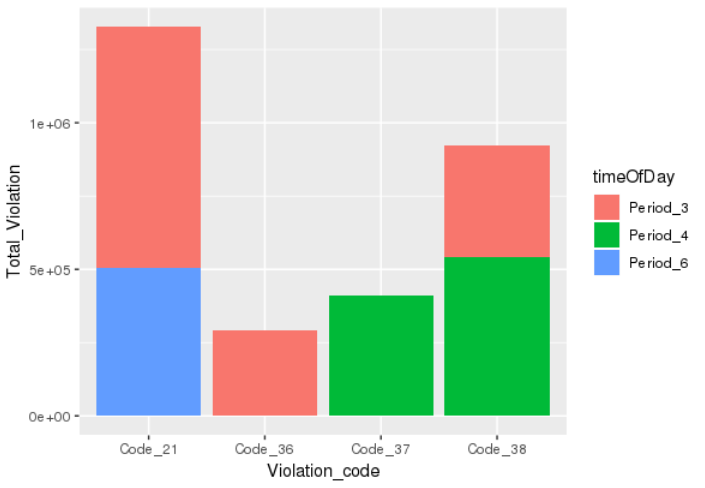 Total_Violation
1e+06
5e+05
0e+00
Code_21 Code_36 Code_37 Code_38
Violation_code
timeOfDay
Period_3
Period_4
Period_6